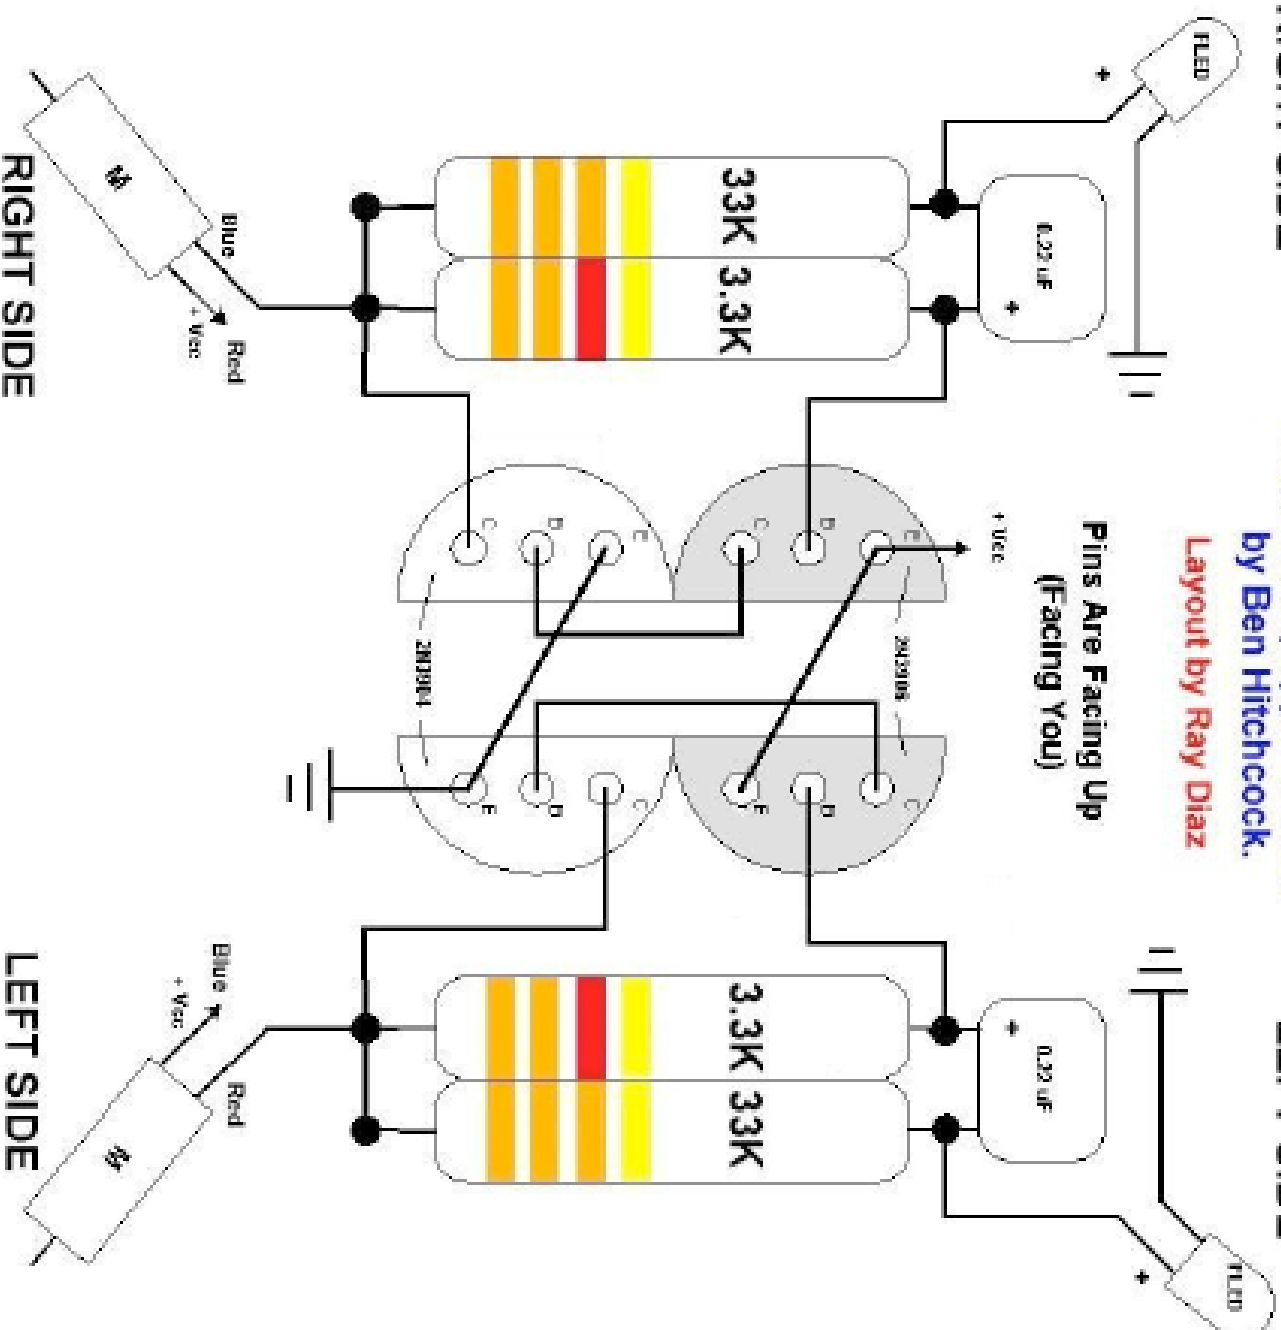 by Ben Hitchcock.
Layout by Ray Diaz
FLED
FLED
+
+
Pins Are Facing Up
(Facing You)
0.22 uF
+
0.22 uF
+
+ Vcc
E
B
C
C
B
E
2N3906
33K
3.3K
3.3K
33K
E
B
C
C
B
E
2N3904
Blue
Red
+ Vcc
Blue
Red
+ Vcc
M
M
RIGHT SIDE
LEFT SIDE